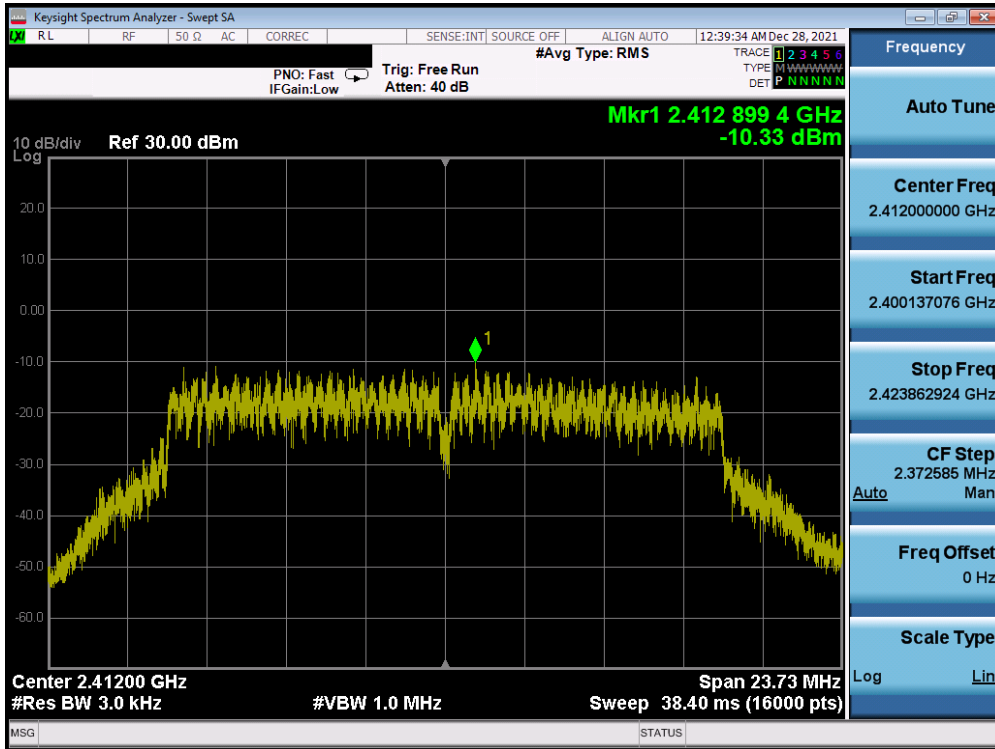 Keysight Spectrum Analyzer - Swept SA
LXI RL RF 50 Ω AC CORREC SENSE:INT SOURCE OFF ALIGN AUTO 12:39:34 AM Dec 28, 2021
PNO: Fast
IFGain:Low
Trig: Free Run
Atten: 40 dB
#Avg Type: RMS
TRACE 1 2 3 4 5 6
TYPE M WWWWW
DET P N N N N N
Mkr1 2.412 899 4 GHz
-10.33 dBm
10 dB/div Ref 30.00 dBm
Log
20.0
10.0
0.00
-10.0
-20.0
-30.0
-40.0
-50.0
-60.0
1
Center 2.41200 GHz Span 23.73 MHz
#Res BW 3.0 kHz #VBW 1.0 MHz Sweep 38.40 ms (16000 pts)
MSG STATUS
Frequency
Auto Tune
Center Freq
2.412000000 GHz
Start Freq
2.400137076 GHz
Stop Freq
2.423862924 GHz
CF Step
2.372585 MHz
Auto Man
Freq Offset
0 Hz
Scale Type
Log Lin